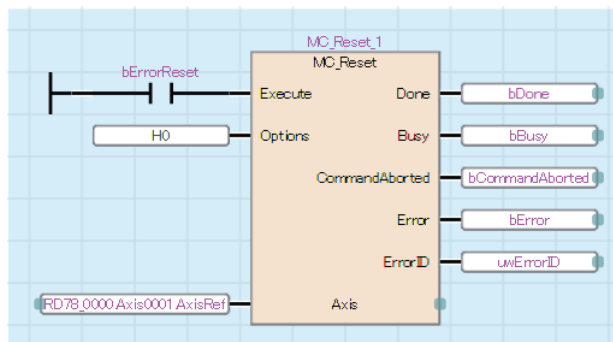 MC_Reset_1
MC_Reset
bErrorReset
Execute Done bDone
H0 Options Busy bBusy
CommandAborted bCommandAborted
Error bError
ErrorID uwErrorID
RD78_0000.Axis0001.AxisRef Axis